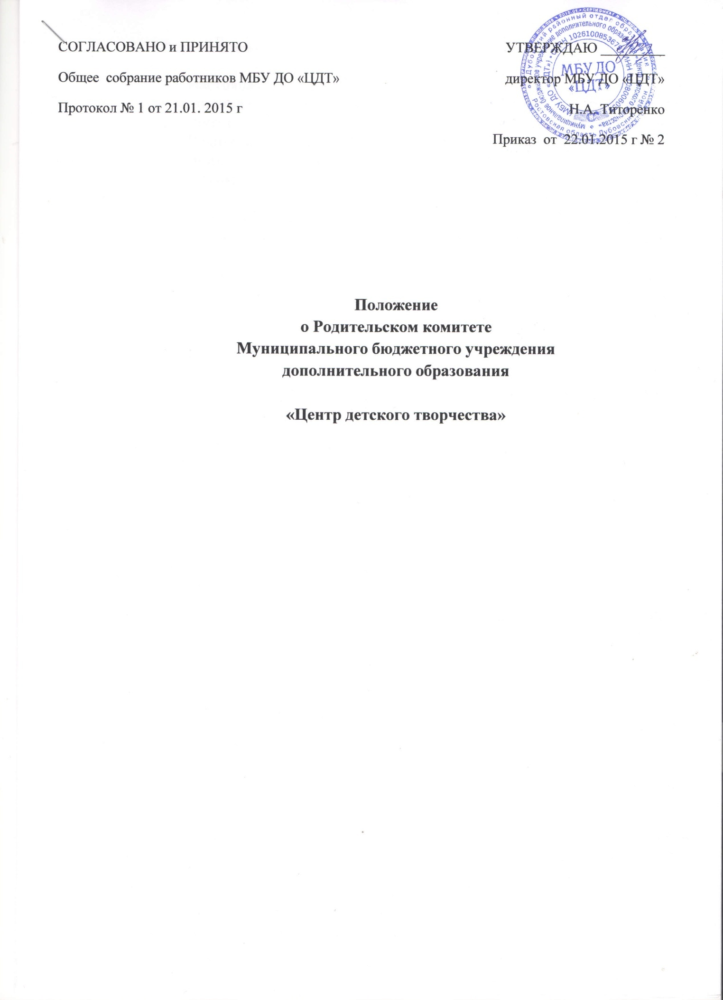 СОГЛАСОВАНО и ПРИНЯТО
Общее собрание работников МБУ ДО «ЦДТ»
Протокол № 1 от 21.01. 2015 г
УТВЕРЖДАЮ _________
директор МБУ ДО «ЦДТ»
Н.А. Титоренко
Приказ от 22.01.2015 г № 2
МБУ ДО
«ЦДТ»
Положение
о Родительском комитете
Муниципального бюджетного учреждения
дополнительного образования
«Центр детского творчества»